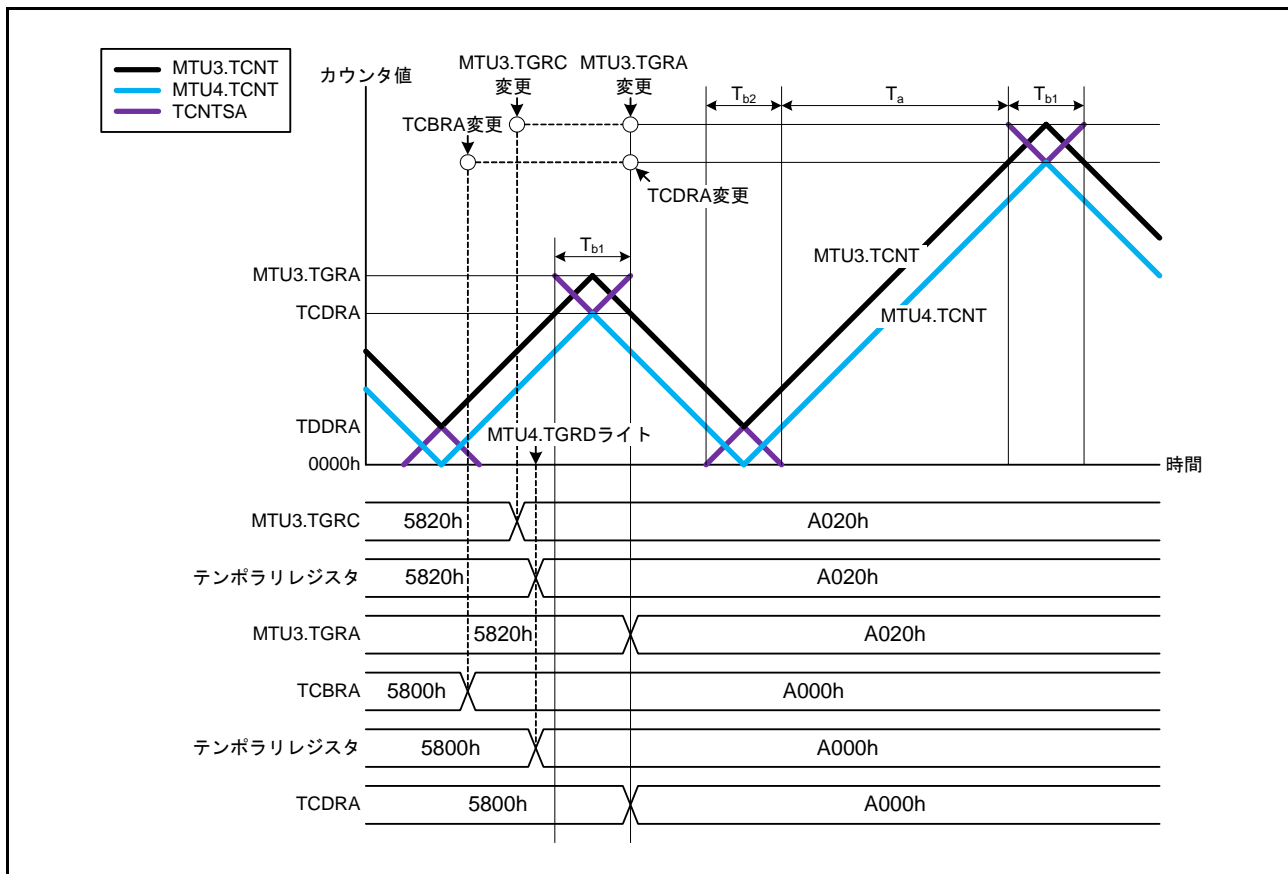 MTU3.TCNT
MTU4.TCNT
TCNTSA
カウンタ値
MTU3.TGRC
変更
MTU3.TGRA
変更
TCBRA変更
TCDRA変更
Tb2
Ta
Tb1
Tb1
MTU3.TCNT
MTU4.TCNT
MTU3.TGRA
TCDRA
TDDRA
0000h
MTU4.TGRDライト
時間
MTU3.TGRC 5820h A020h
テンポラリレジスタ 5820h A020h
MTU3.TGRA 5820h A020h
TCBRA 5800h A000h
テンポラリレジスタ 5800h A000h
TCDRA 5800h A000h